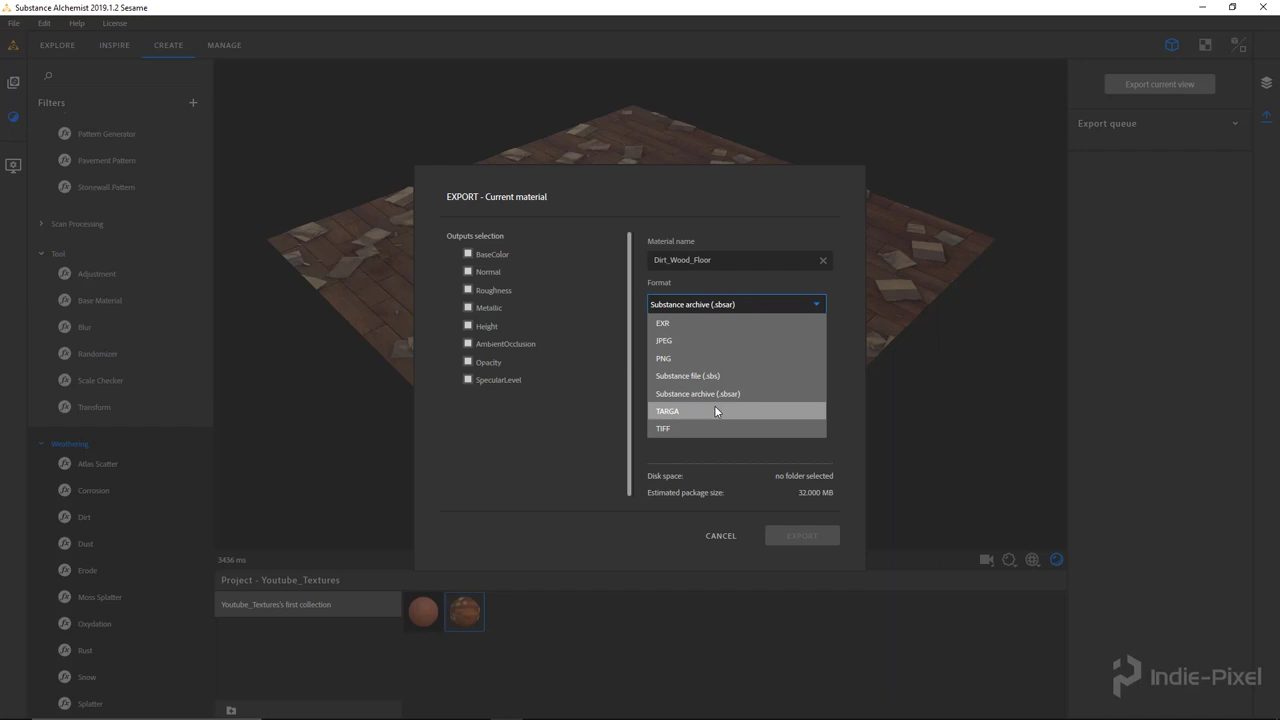 Substance Alchemist 2019.1.2 Sesame
File Edit Help License
EXPLORE INSPIRE CREATE MANAGE
Filters
Pattern Generator
Pavement Pattern
Stonewall Pattern
Scan Processing
Tool
Adjustment
Base Material
Blur
Randomizer
Scale Checker
Transform
Weathering
Atlas Scatter
Corrosion
Dirt
Dust
Erode
Moss Splatter
Oxydation
Rust
Snow
Splatter
EXPORT - Current material
Outputs selection
BaseColor
Normal
Roughness
Metallic
Height
AmbientOcclusion
Opacity
SpecularLevel
Material name
Dirt_Wood_Floor
Format
Substance archive (.sbsar)
EXR
JPEG
PNG
Substance file (.sbs)
Substance archive (.sbsar)
TARGA
TIFF
Disk space: no folder selected
Estimated package size: 32.000 MB
CANCEL EXPORT
Export current view
Export queue
3436 ms
Project - Youtube_Textures
Youtube_Textures's first collection
Indie-Pixel